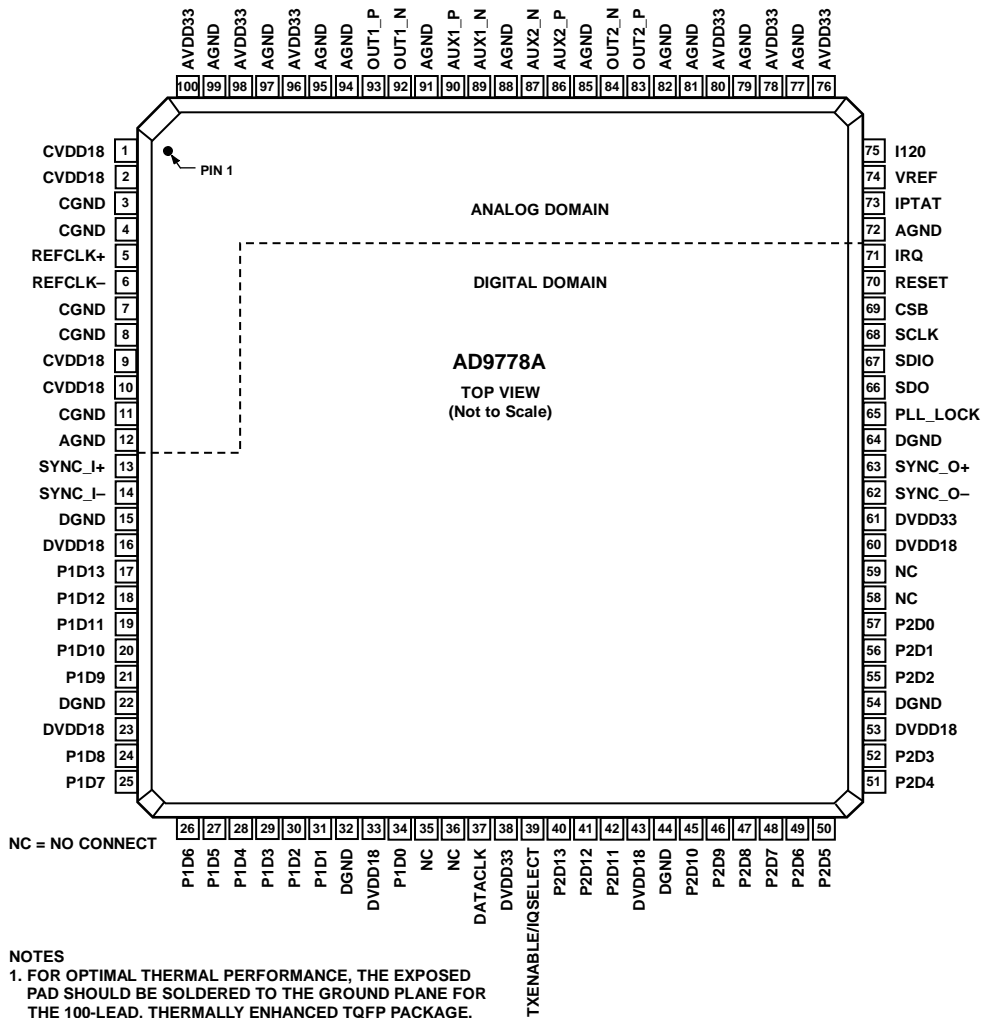 AVDD33 AGND AVDD33 AGND AVDD33 AGND AGND OUT1_P OUT1_N AGND AUX1_P AUX1_N AGND AUX2_N AUX2_P AGND OUT2_N OUT2_P AGND AGND AVDD33 AGND AVDD33 AGND AVDD33
100 99 98 97 96 95 94 93 92 91 90 89 88 87 86 85 84 83 82 81 80 79 78 77 76
CVDD18 1
CVDD18 2
CGND 3
CGND 4
REFCLK+ 5
REFCLK– 6
CGND 7
CGND 8
CVDD18 9
CVDD18 10
CGND 11
AGND 12
SYNC_I+ 13
SYNC_I– 14
DGND 15
DVDD18 16
P1D13 17
P1D12 18
P1D11 19
P1D10 20
P1D9 21
DGND 22
DVDD18 23
P1D8 24
P1D7 25
PIN 1
ANALOG DOMAIN
DIGITAL DOMAIN
AD9778A
TOP VIEW
(Not to Scale)
75 I120
74 VREF
73 IPTAT
72 AGND
71 IRQ
70 RESET
69 CSB
68 SCLK
67 SDIO
66 SDO
65 PLL_LOCK
64 DGND
63 SYNC_O+
62 SYNC_O–
61 DVDD33
60 DVDD18
59 NC
58 NC
57 P2D0
56 P2D1
55 P2D2
54 DGND
53 DVDD18
52 P2D3
51 P2D4
26 27 28 29 30 31 32 33 34 35 36 37 38 39 40 41 42 43 44 45 46 47 48 49 50
P1D6 P1D5 P1D4 P1D3 P1D2 P1D1 DGND DVDD18 P1D0 NC NC DATACLK DVDD33 TXENABLE/IQSELECT P2D13 P2D12 P2D11 DVDD18 DGND P2D10 P2D9 P2D8 P2D7 P2D6 P2D5
NC = NO CONNECT
NOTES
1. FOR OPTIMAL THERMAL PERFORMANCE, THE EXPOSED
PAD SHOULD BE SOLDERED TO THE GROUND PLANE FOR
THE 100-LEAD, THERMALLY ENHANCED TQFP PACKAGE.